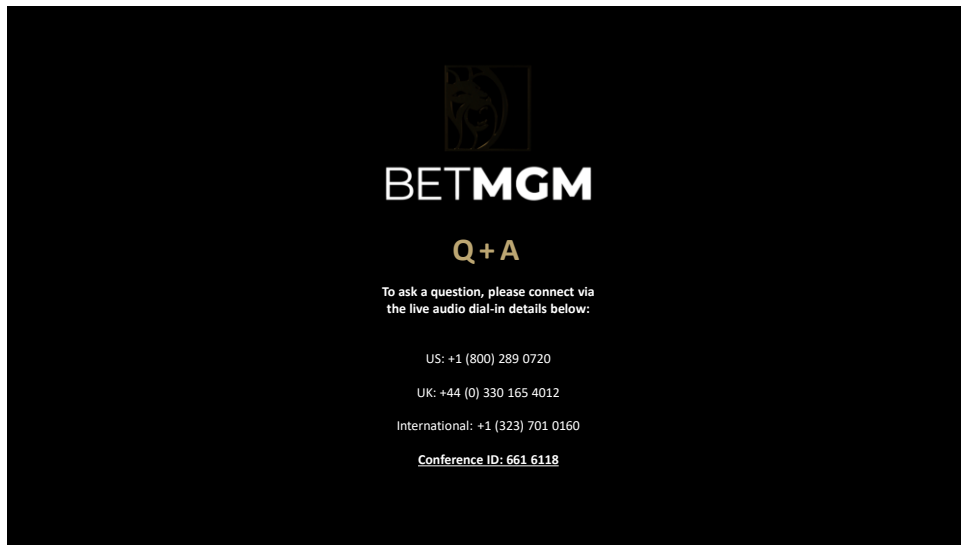 BETMGM
Q + A
To ask a question, please connect via
the live audio dial-in details below:
US: +1 (800) 289 0720
UK: +44 (0) 330 165 4012
International: +1 (323) 701 0160
Conference ID: 661 6118